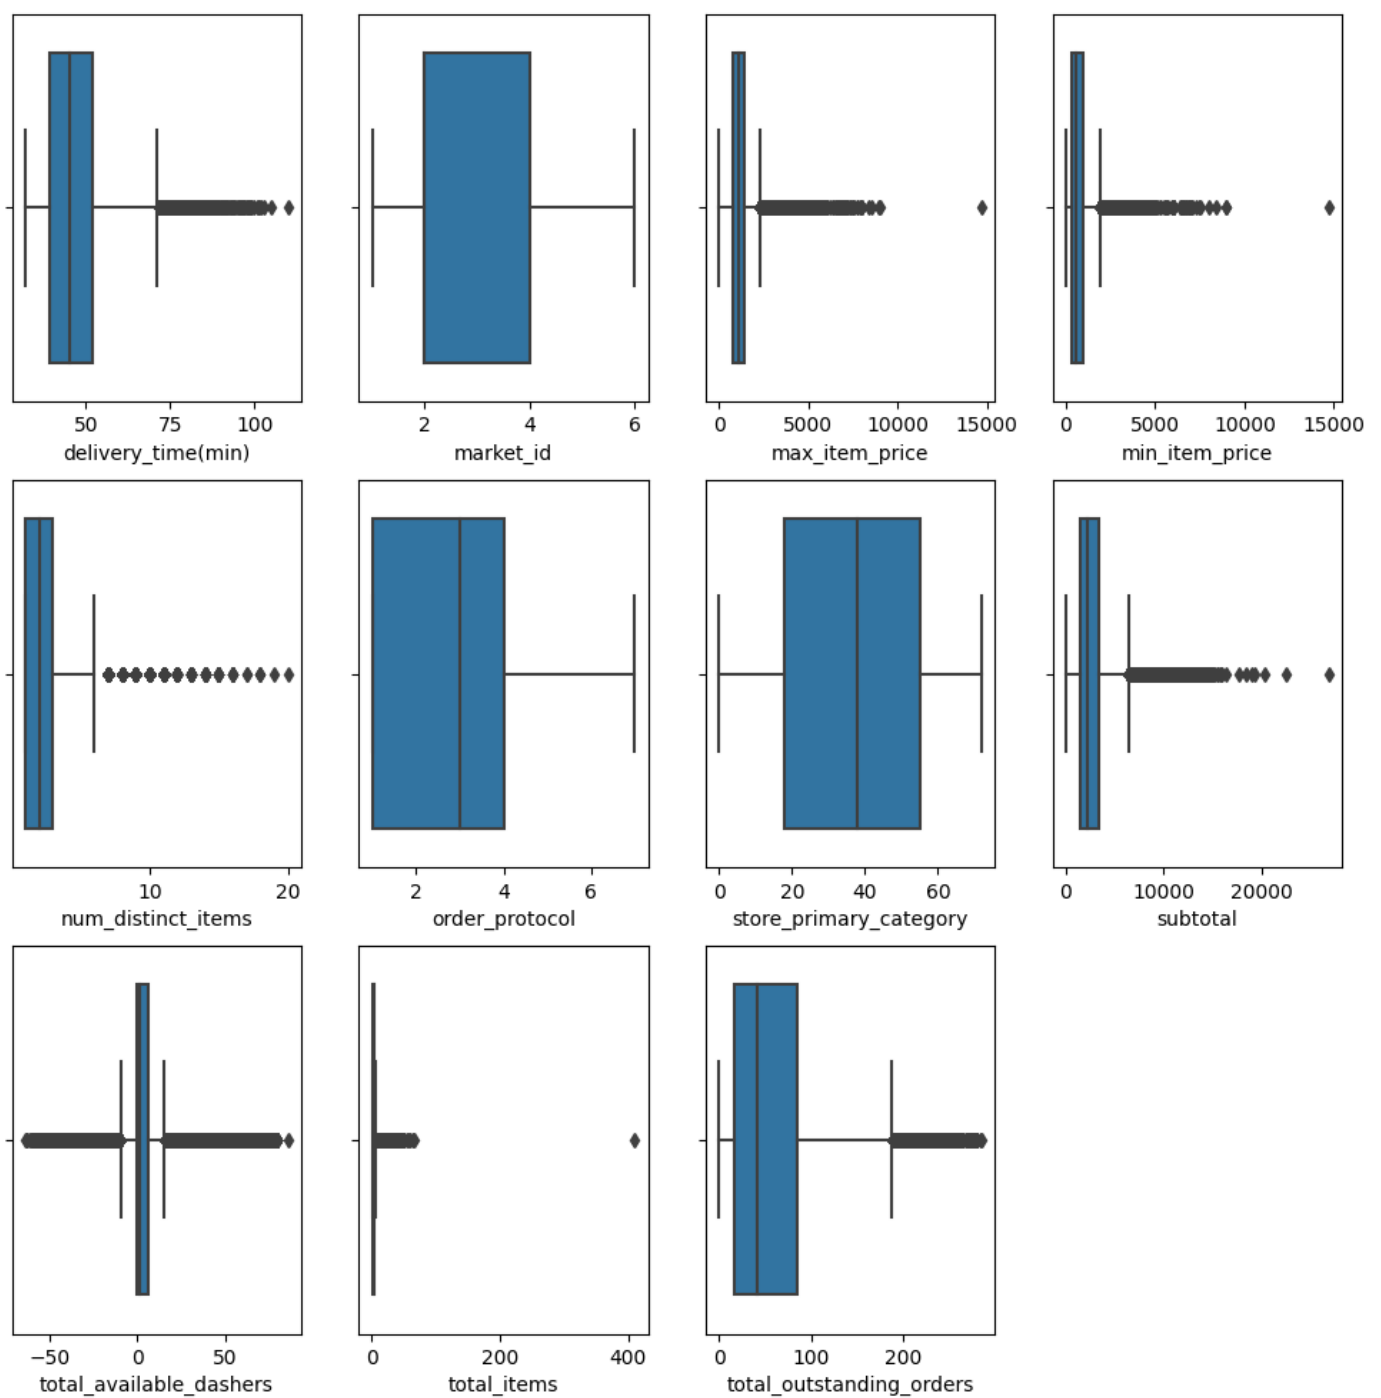 50 75 100
delivery_time(min)
2 4 6
market_id
0 5000 10000 15000
max_item_price
0 5000 10000 15000
min_item_price
10 20
num_distinct_items
2 4 6
order_protocol
0 20 40 60
store_primary_category
0 10000 20000
subtotal
−50 0 50
total_available_dashers
0 200 400
total_items
0 100 200
total_outstanding_orders